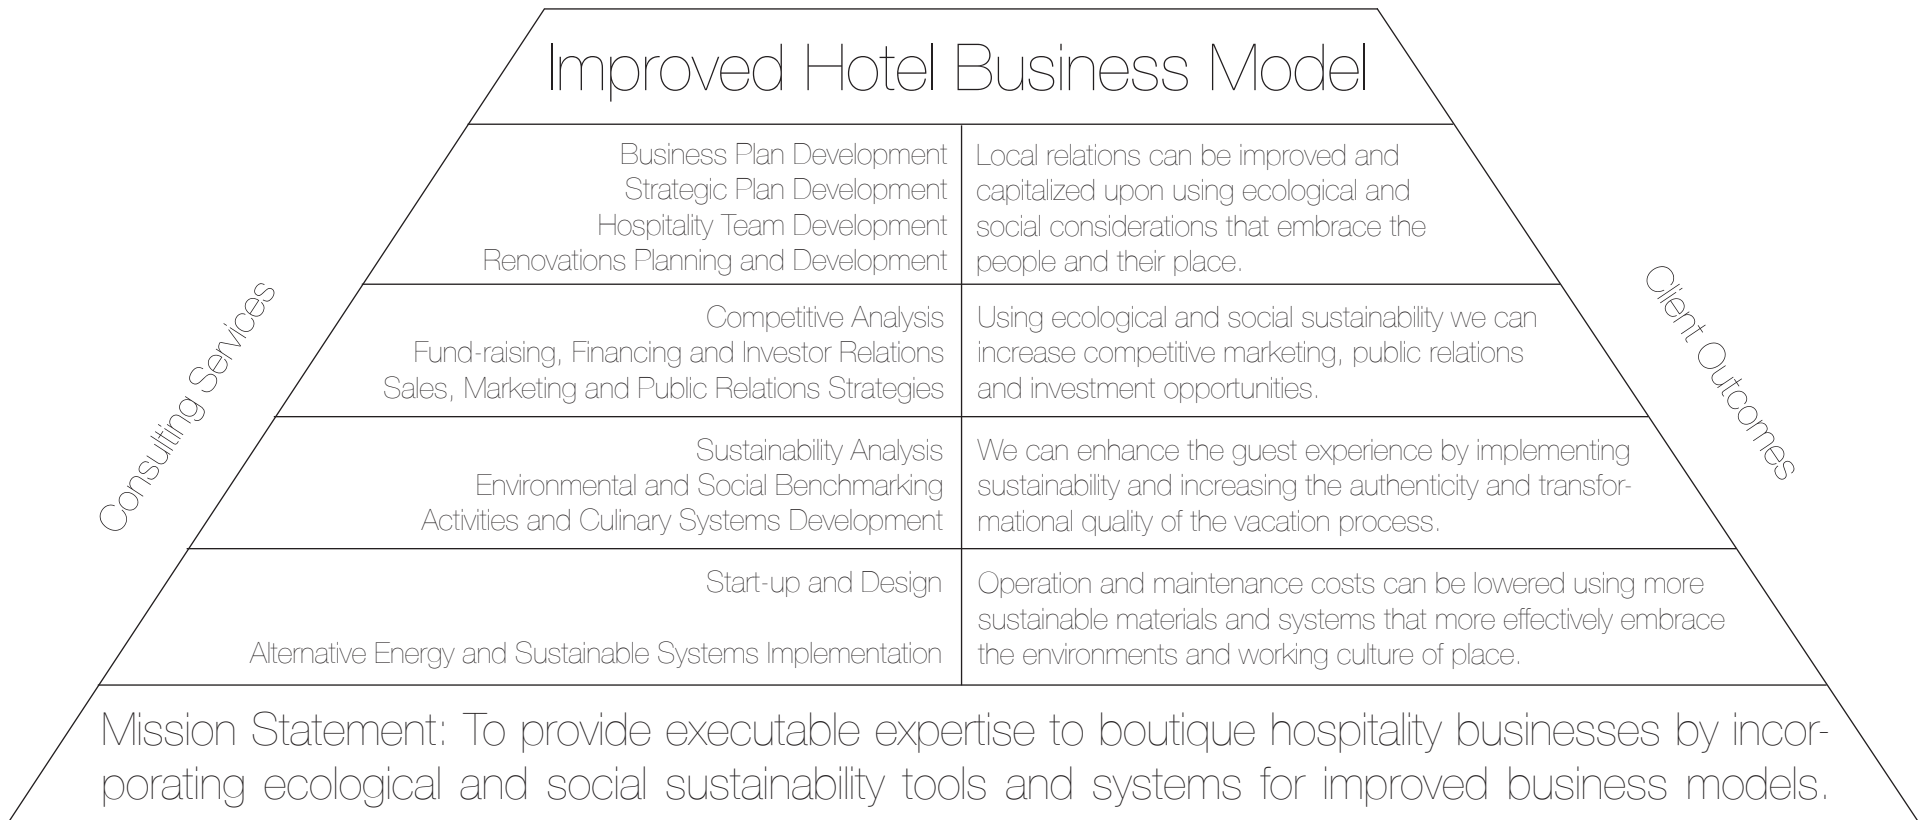 Improved Hotel Business Model
Consulting Services
Business Plan Development
Strategic Plan Development
Hospitality Team Development
Renovations Planning and Development
Local relations can be improved and
capitalized upon using ecological and
social considerations that embrace the
people and their place.
Competitive Analysis
Fund-raising, Financing and Investor Relations
Sales, Marketing and Public Relations Strategies
Using ecological and social sustainability we can
increase competitive marketing, public relations
and investment opportunities.
Sustainability Analysis
Environmental and Social Benchmarking
Activities and Culinary Systems Development
We can enhance the guest experience by implementing
sustainability and increasing the authenticity and transfor-
mational quality of the vacation process.
Start-up and Design
Alternative Energy and Sustainable Systems Implementation
Operation and maintenance costs can be lowered using more
sustainable materials and systems that more effectively embrace
the environments and working culture of place.
Client Outcomes
Mission Statement: To provide executable expertise to boutique hospitality businesses by incor-
porating ecological and social sustainability tools and systems for improved business models.